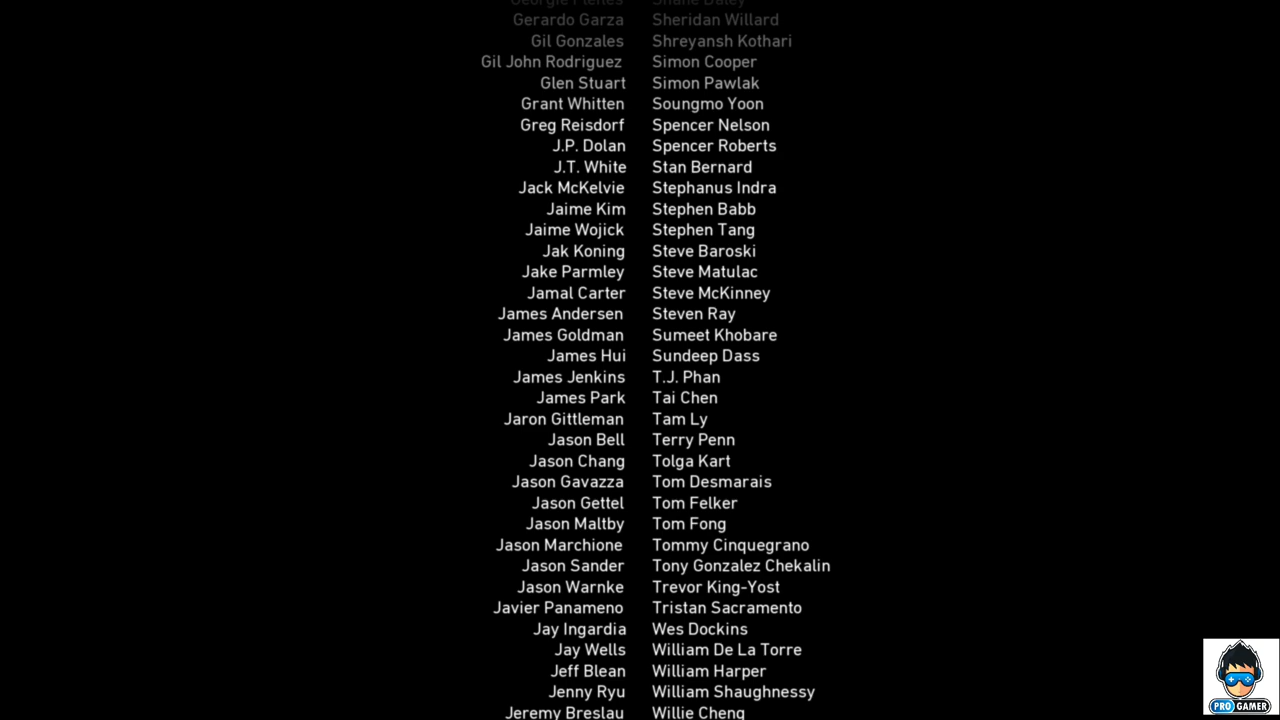 Gerardo Garza Sheridan Willard
Gil Gonzales Shreyansh Kothari
Gil John Rodriguez Simon Cooper
Glen Stuart Simon Pawlak
Grant Whitten Soungmo Yoon
Greg Reisdorf Spencer Nelson
J.P. Dolan Spencer Roberts
J.T. White Stan Bernard
Jack McKelvie Stephanus Indra
Jaime Kim Stephen Babb
Jaime Wojick Stephen Tang
Jak Koning Steve Baroski
Jake Parmley Steve Matulac
Jamal Carter Steve McKinney
James Andersen Steven Ray
James Goldman Sumeet Khobare
James Hui Sundeep Dass
James Jenkins T.J. Phan
James Park Tai Chen
Jaron Gittleman Tam Ly
Jason Bell Terry Penn
Jason Chang Tolga Kart
Jason Gavazza Tom Desmarais
Jason Gettel Tom Felker
Jason Maltby Tom Fong
Jason Marchione Tommy Cinquegrano
Jason Sander Tony Gonzalez Chekalin
Jason Warnke Trevor King-Yost
Javier Panameno Tristan Sacramento
Jay Ingardia Wes Dockins
Jay Wells William De La Torre
Jeff Blean William Harper
Jenny Ryu William Shaughnessy
Jeremy Breslau Willie Cheng
PRO GAMER